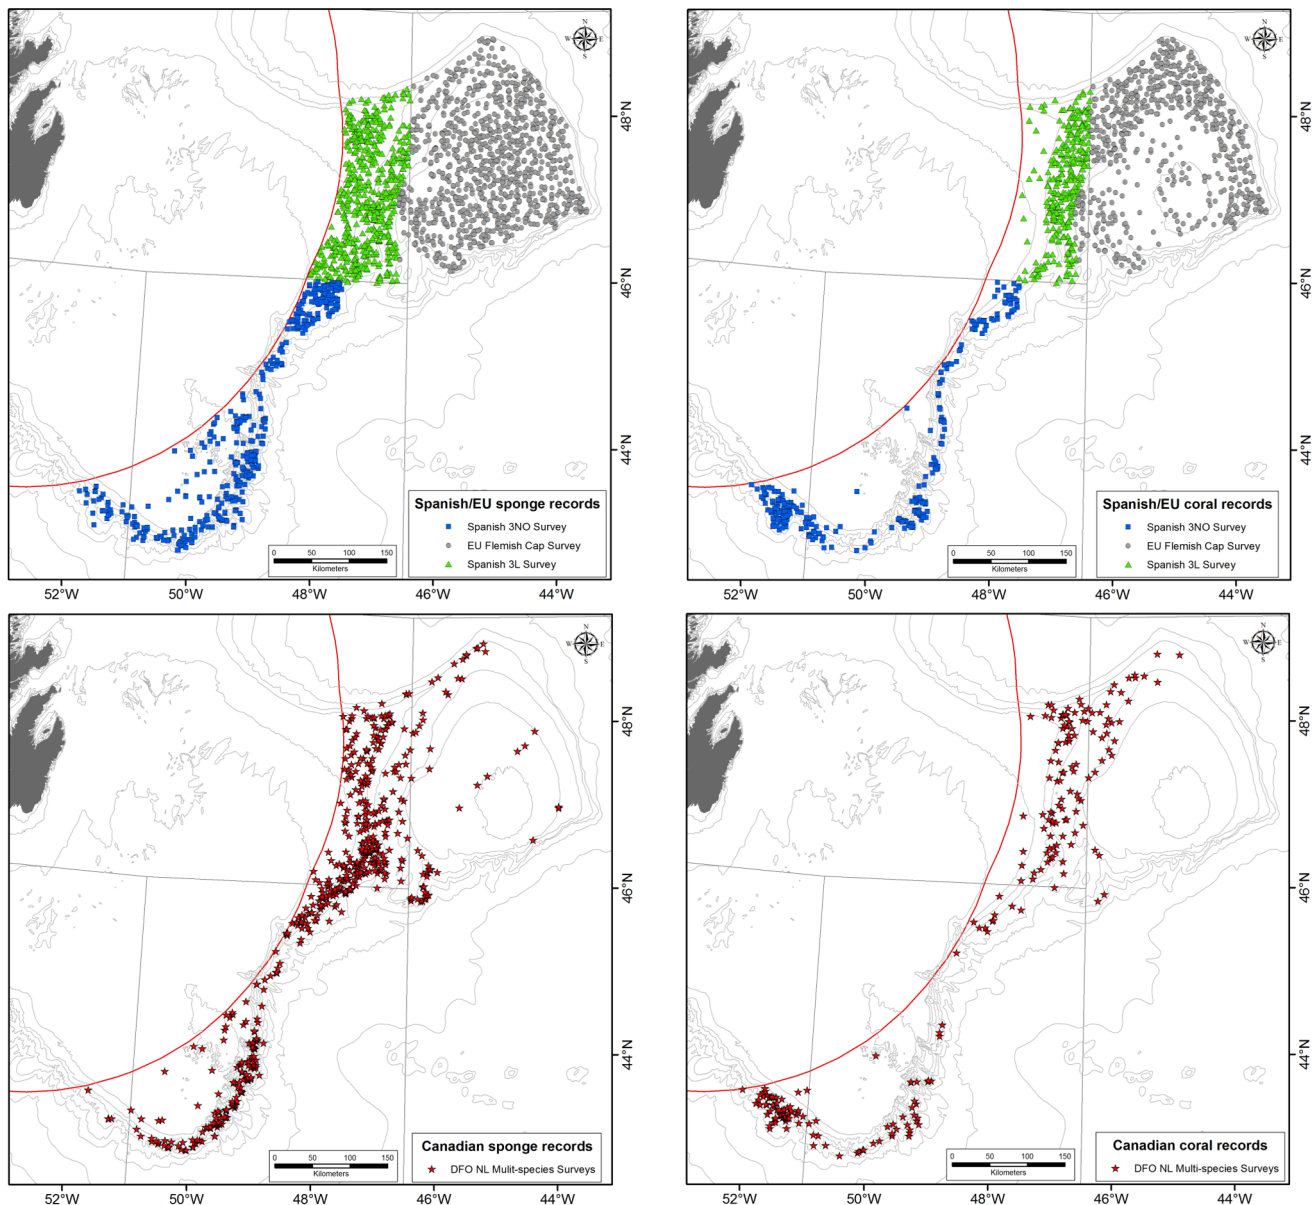 N
W E
S
48°N
46°N
44°N
Spanish/EU sponge records
Spanish 3NO Survey
EU Flemish Cap Survey
Spanish 3L Survey
0 50 100 150
Kilometers
52°W 50°W 48°W 46°W 44°W
N
W E
S
48°N
46°N
44°N
Spanish/EU coral records
Spanish 3NO Survey
EU Flemish Cap Survey
Spanish 3L Survey
0 50 100 150
Kilometers
52°W 50°W 48°W 46°W 44°W
N
W E
S
48°N
46°N
44°N
Canadian sponge records
DFO NL Mulit-species Surveys
0 50 100 150
Kilometers
52°W 50°W 48°W 46°W 44°W
N
W E
S
48°N
46°N
44°N
Canadian coral records
DFO NL Multi-species Surveys
0 50 100 150
Kilometers
52°W 50°W 48°W 46°W 44°W